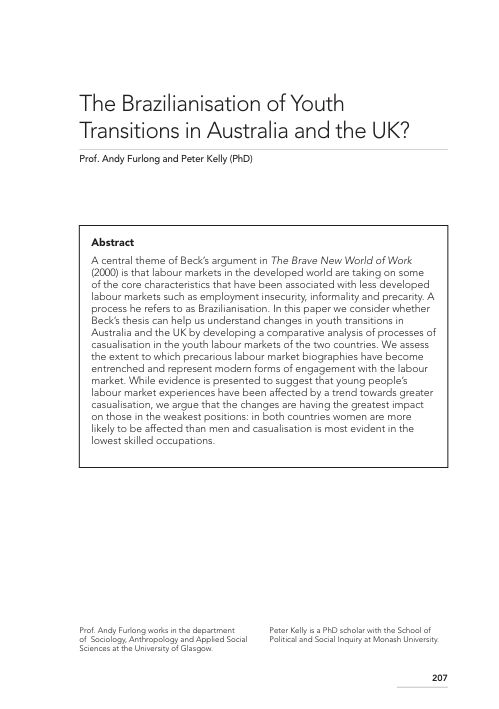 The Brazilianisation of Youth
Transitions in Australia and the UK?
Prof. Andy Furlong and Peter Kelly (PhD)
Abstract
A central theme of Beck's argument in The Brave New World of Work
(2000) is that labour markets in the developed world are taking on some
of the core characteristics that have been associated with less developed
labour markets such as employment insecurity, informality and precarity. A
process he refers to as Brazilianisation. In this paper we consider whether
Beck's thesis can help us understand changes in youth transitions in
Australia and the UK by developing a comparative analysis of processes of
casualisation in the youth labour markets of the two countries. We assess
the extent to which precarious labour market biographies have become
entrenched and represent modern forms of engagement with the labour
market. While evidence is presented to suggest that young people's
labour market experiences have been affected by a trend towards greater
casualisation, we argue that the changes are having the greatest impact
on those in the weakest positions: in both countries women are more
likely to be affected than men and casualisation is most evident in the
lowest skilled occupations.
Prof. Andy Furlong works in the department
of Sociology, Anthropology and Applied Social
Sciences at the University of Glasgow.
Peter Kelly is a PhD scholar with the School of
Political and Social Inquiry at Monash University.
207